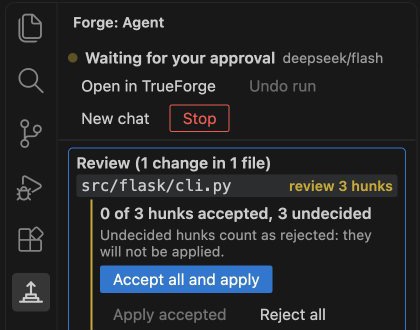 Forge: Agent
Waiting for your approval deepseek/flash
Open in TrueForge Undo run
New chat Stop
Review (1 change in 1 file)
src/flask/cli.py review 3 hunks
0 of 3 hunks accepted, 3 undecided
Undecided hunks count as rejected: they
will not be applied.
Accept all and apply
Apply accepted Reject all